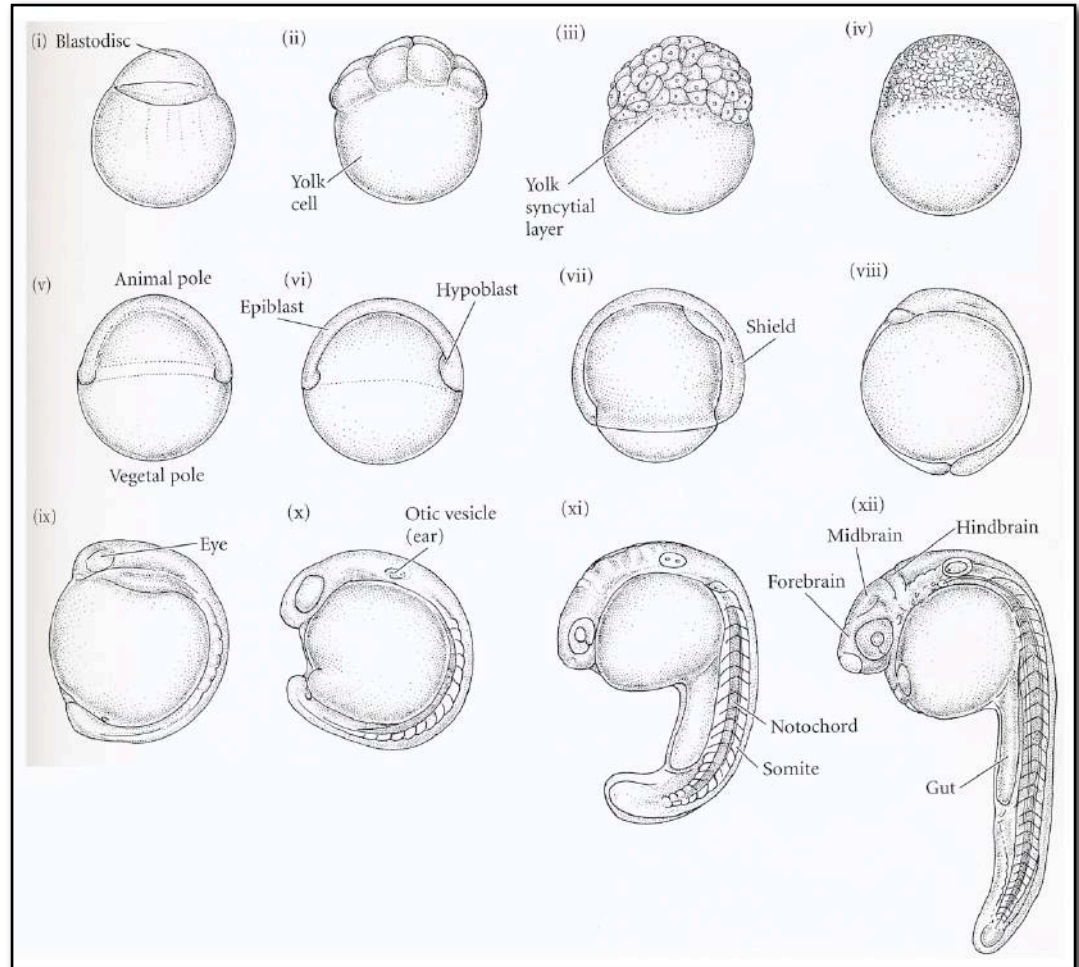 (i) Blastodisc
(ii)
(iii)
(iv)
Yolk
cell
Yolk
syncytial
layer
(v)
Animal pole
(vi)
Epiblast
Hypoblast
(vii)
Shield
(viii)
Vegetal pole
(ix)
Eye
(x)
Otic vesicle
(ear)
(xi)
Notochord
Somite
(xii)
Hindbrain
Midbrain
Forebrain
Gut